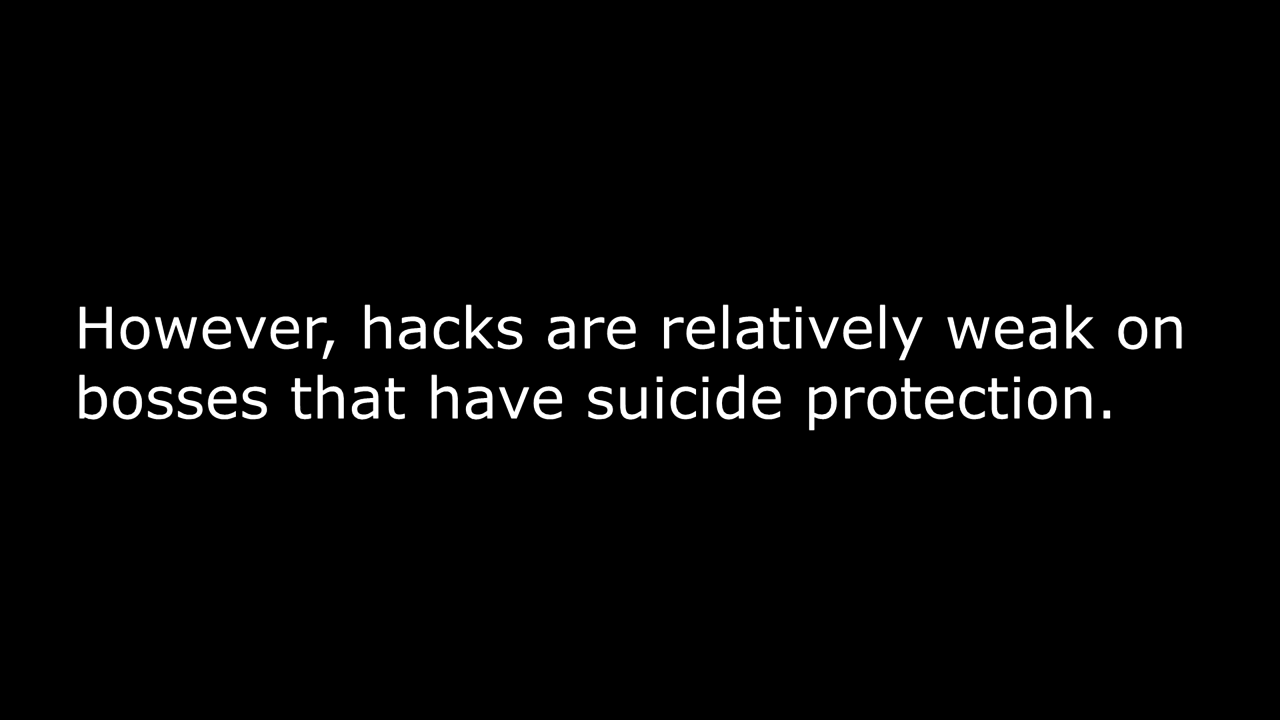 However, hacks are relatively weak on
bosses that have suicide protection.